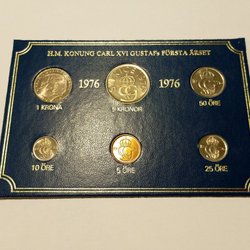 H.M. KONUNG CARL XVI GUSTAFs FÖRSTA ÅRSET
1976 1976
1 KRONA 5 KRONOR 50 ÖRE
10 ÖRE 5 ÖRE 25 ÖRE